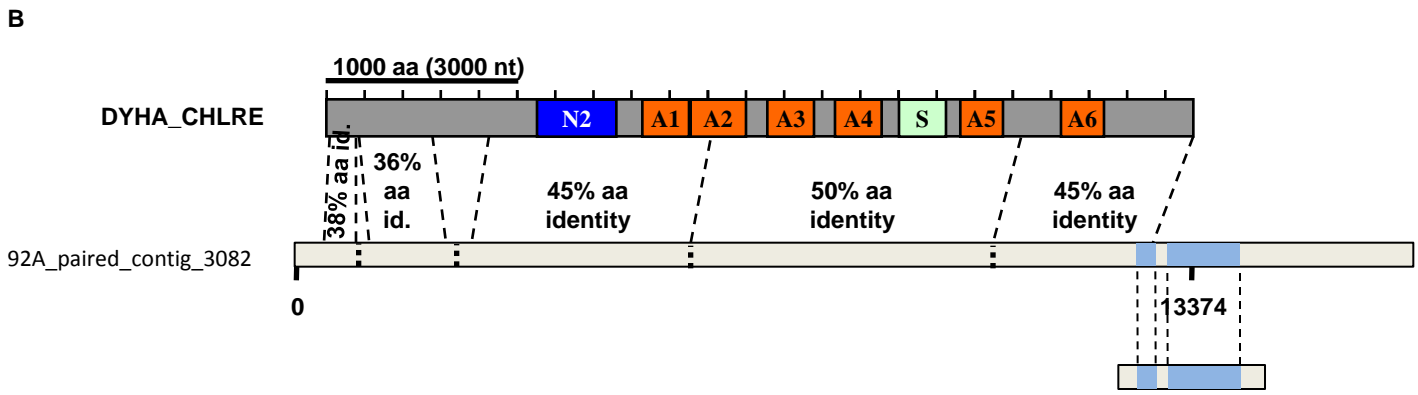 B
1000 aa (3000 nt)
DYHA_CHLRE
N2 A1 A2 A3 A4 S A5 A6
38% aa id.
36%
aa
id.
45% aa
identity
50% aa
identity
45% aa
identity
92A_paired_contig_3082
0
13374